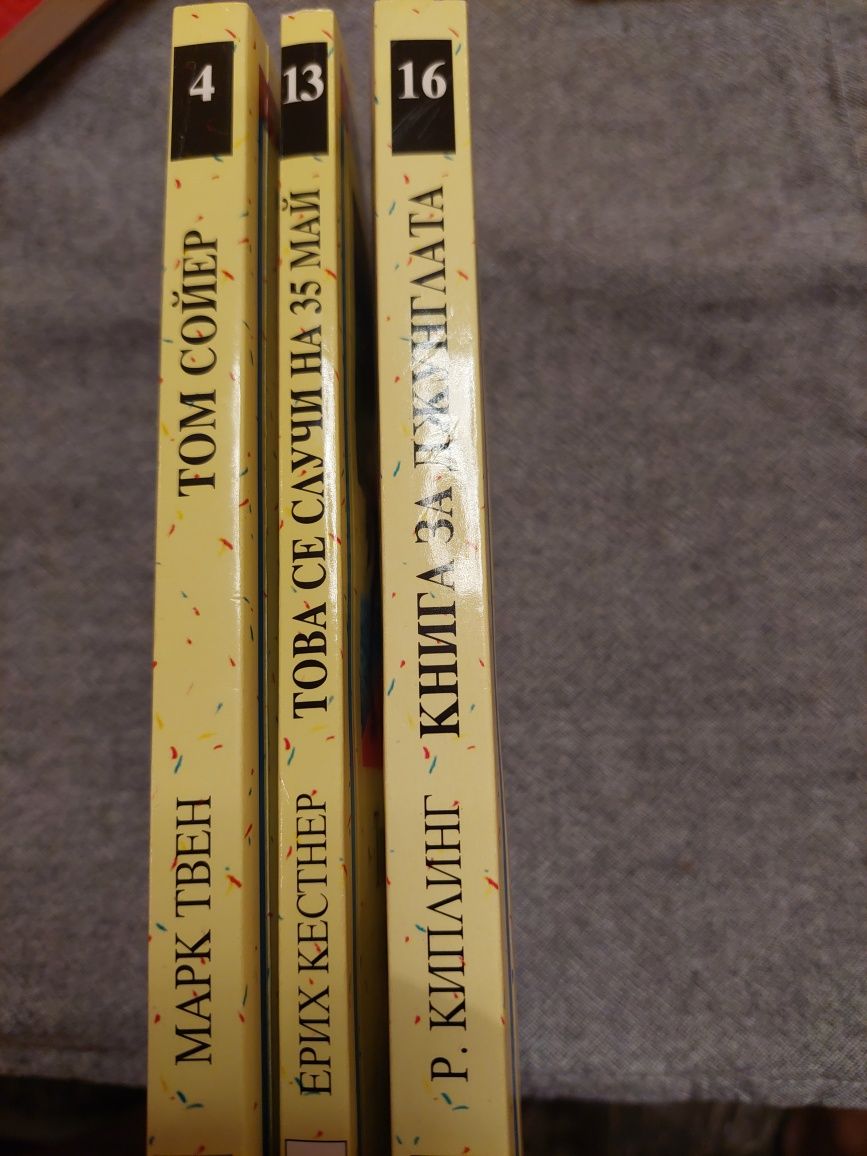 4
МАРК ТВЕН ТОМ СОЙЕР
13
ЕРИХ КЕСТНЕР ТОВА СЕ СЛУЧИ НА 35 МАЙ
16
Р. КИПЛИНГ КНИГА ЗА ДЖУНГЛАТА